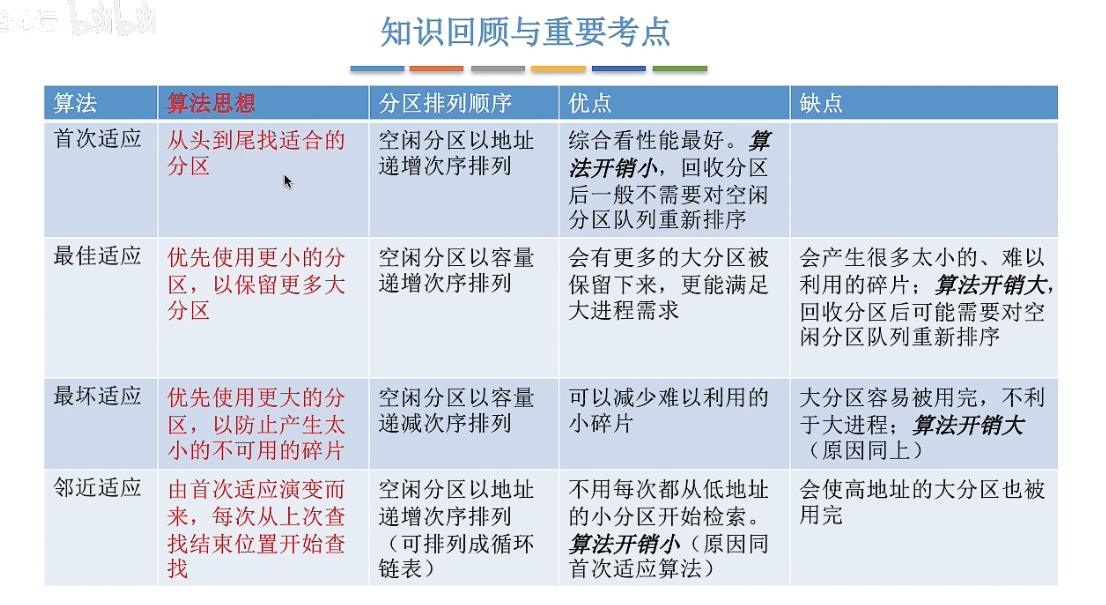 知识回顾与重要考点
算法
算法思想
分区排列顺序
优点
缺点
首次适应
从头到尾找适合的
分区
空闲分区以地址
递增次序排列
综合看性能最好。算
法开销小，回收分区
后一般不需要对空闲
分区队列重新排序
最佳适应
优先使用更小的分
区，以保留更多大
分区
空闲分区以容量
递增次序排列
会有更多的大分区被
保留下来，更能满足
大进程需求
会产生很多太小的、难以
利用的碎片；算法开销大，
回收分区后可能需要对空
闲分区队列重新排序
最坏适应
优先使用更大的分
区，以防止产生太
小的不可用的碎片
空闲分区以容量
递减次序排列
可以减少难以利用的
小碎片
大分区容易被用完，不利
于大进程；算法开销大
（原因同上）
邻近适应
由首次适应演变而
来，每次从上次查
找结束位置开始查
找
空闲分区以地址
递增次序排列
（可排列成循环
链表）
不用每次都从低地址
的小分区开始检索。
算法开销小（原因同
首次适应算法）
会使高地址的大分区也被
用完